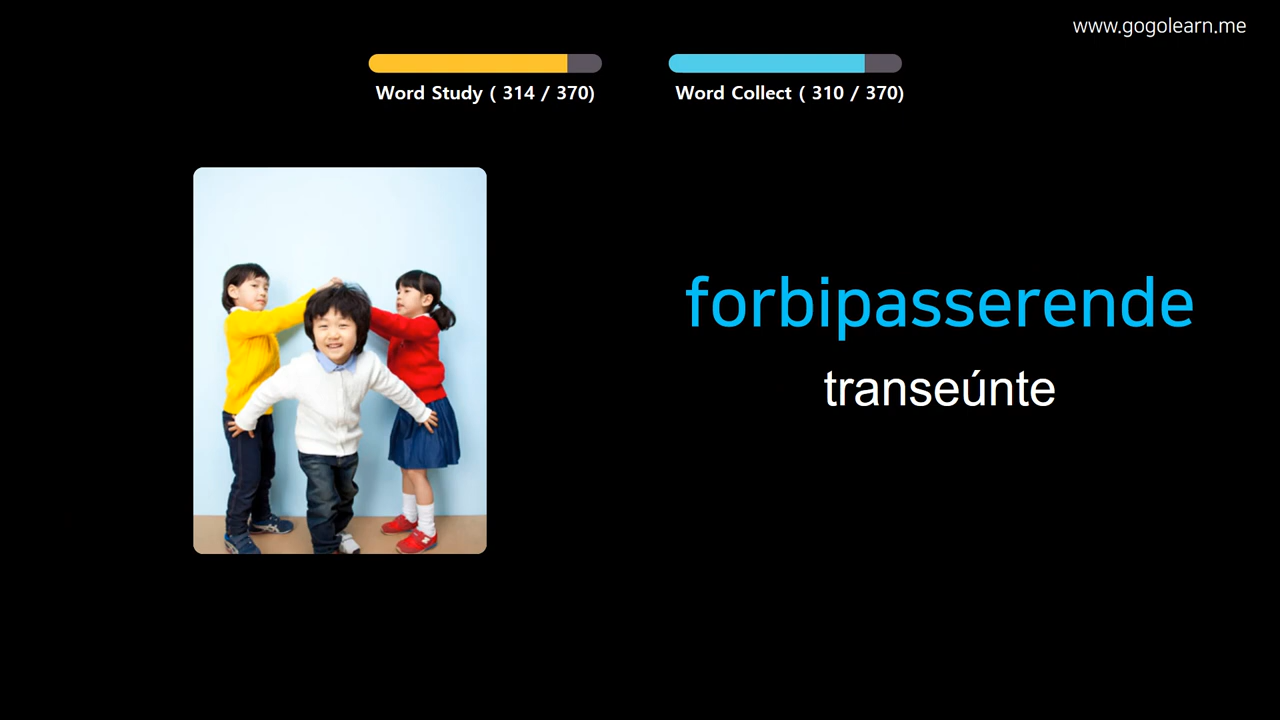 www.gogolearn.me
Word Study ( 314 / 370)
Word Collect ( 310 / 370)
forbipasserende
transeúnte